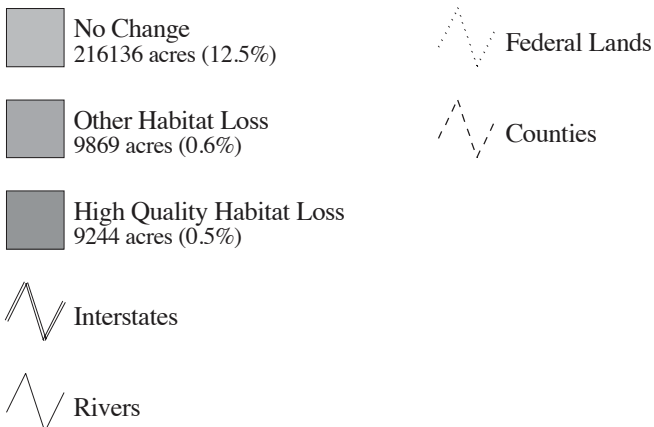 No Change
216136 acres (12.5%)
Other Habitat Loss
9869 acres (0.6%)
High Quality Habitat Loss
9244 acres (0.5%)
Interstates
Rivers
Federal Lands
Counties